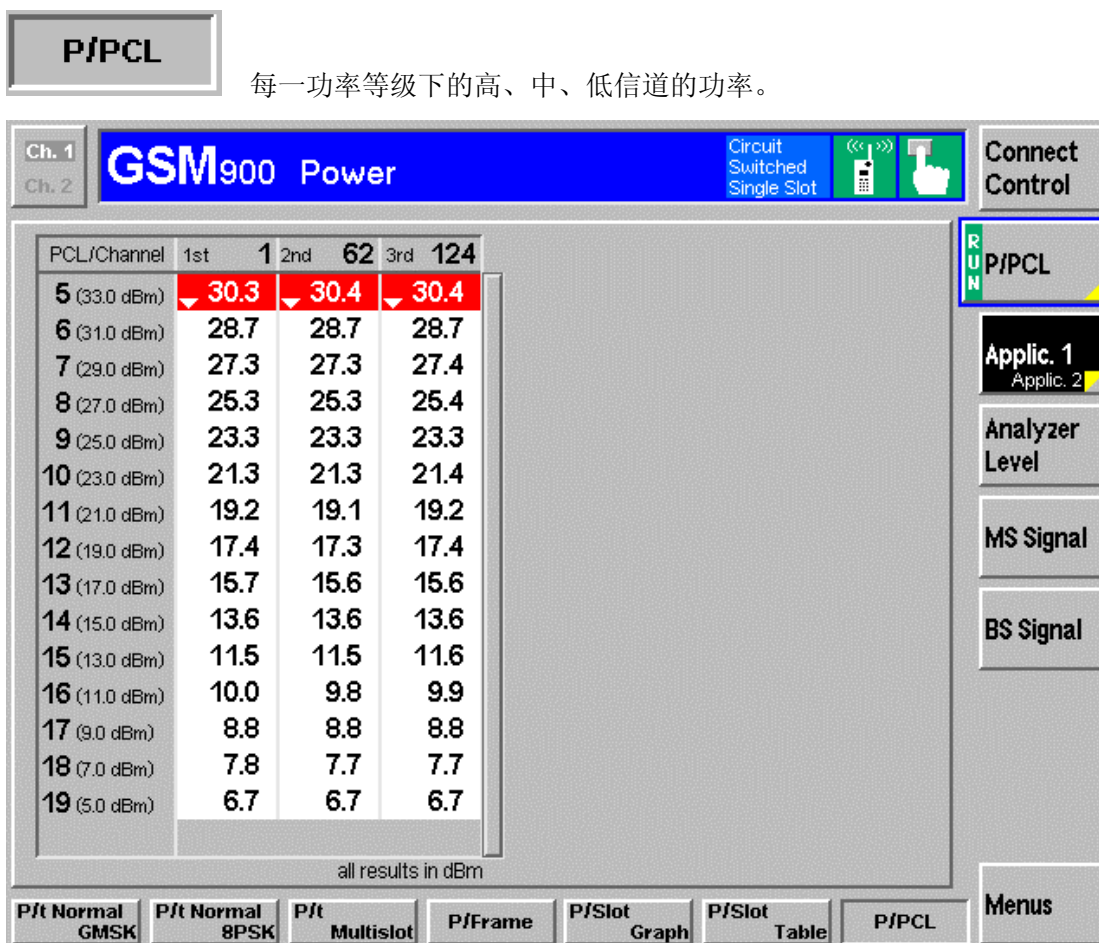 P/PCL
每一功率等级下的高、中、低信道的功率。
Ch. 1
Ch. 2
GSM900 Power
Circuit
Switched
Single Slot
Connect
Control
PCL/Channel 1st 1 2nd 62 3rd 124
5 (33.0 dBm) 30.3 30.4 30.4
6 (31.0 dBm) 28.7 28.7 28.7
7 (29.0 dBm) 27.3 27.3 27.4
8 (27.0 dBm) 25.3 25.3 25.4
9 (25.0 dBm) 23.3 23.3 23.3
10 (23.0 dBm) 21.3 21.3 21.4
11 (21.0 dBm) 19.2 19.1 19.2
12 (19.0 dBm) 17.4 17.3 17.4
13 (17.0 dBm) 15.7 15.6 15.6
14 (15.0 dBm) 13.6 13.6 13.6
15 (13.0 dBm) 11.5 11.5 11.6
16 (11.0 dBm) 10.0 9.8 9.9
17 (9.0 dBm) 8.8 8.8 8.8
18 (7.0 dBm) 7.8 7.7 7.7
19 (5.0 dBm) 6.7 6.7 6.7
all results in dBm
RUN
P/PCL
Applic. 1
Applic. 2
Analyzer
Level
MS Signal
BS Signal
Menus
P/t Normal
GMSK
P/t Normal
8PSK
P/t
Multislot
P/Frame
P/Slot
Graph
P/Slot
Table
P/PCL